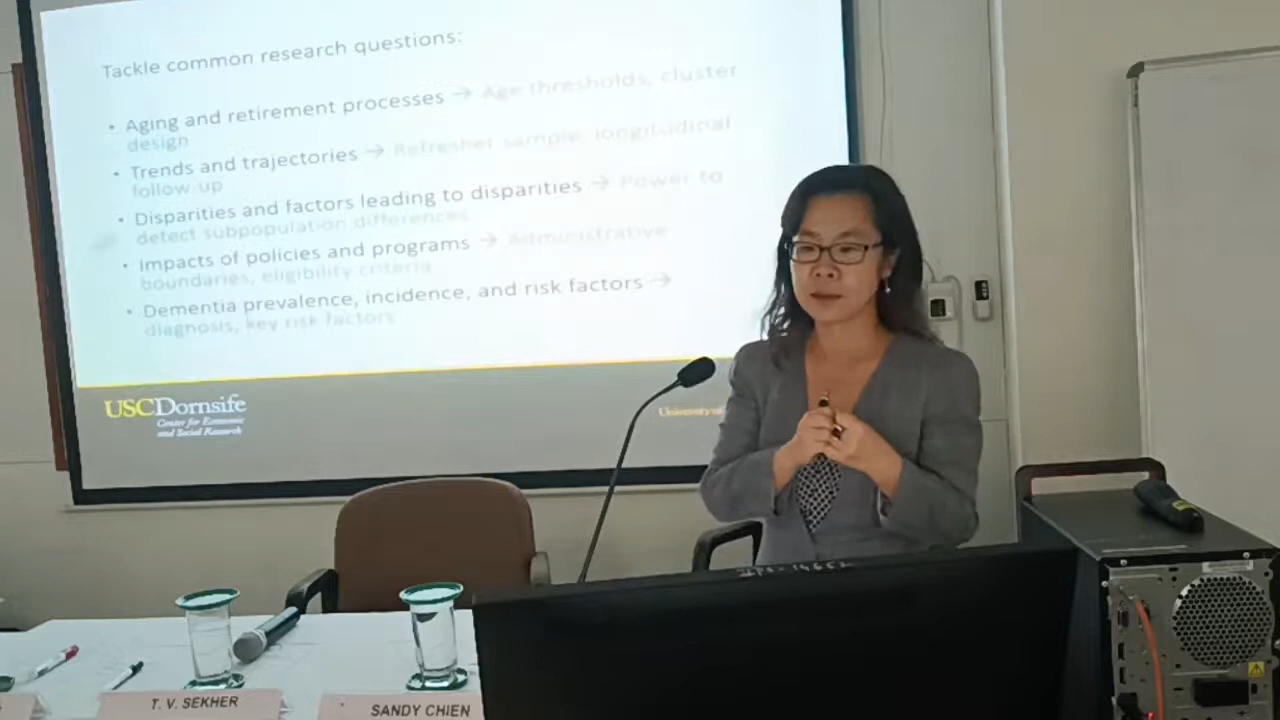 Tackle common research questions:
• Aging and retirement processes → Age thresholds, cluster
design
• Trends and trajectories → Refresher sample, longitudinal
follow up
• Disparities and factors leading to disparities → Power to
detect subpopulation differences
• Impacts of policies and programs → Administrative
boundaries, eligibility criteria
• Dementia prevalence, incidence, and risk factors →
diagnosis, key risk factors
USCDornsife
Center for Economic
and Social Research
University of
T. V. SEKHER
SANDY CHIEN